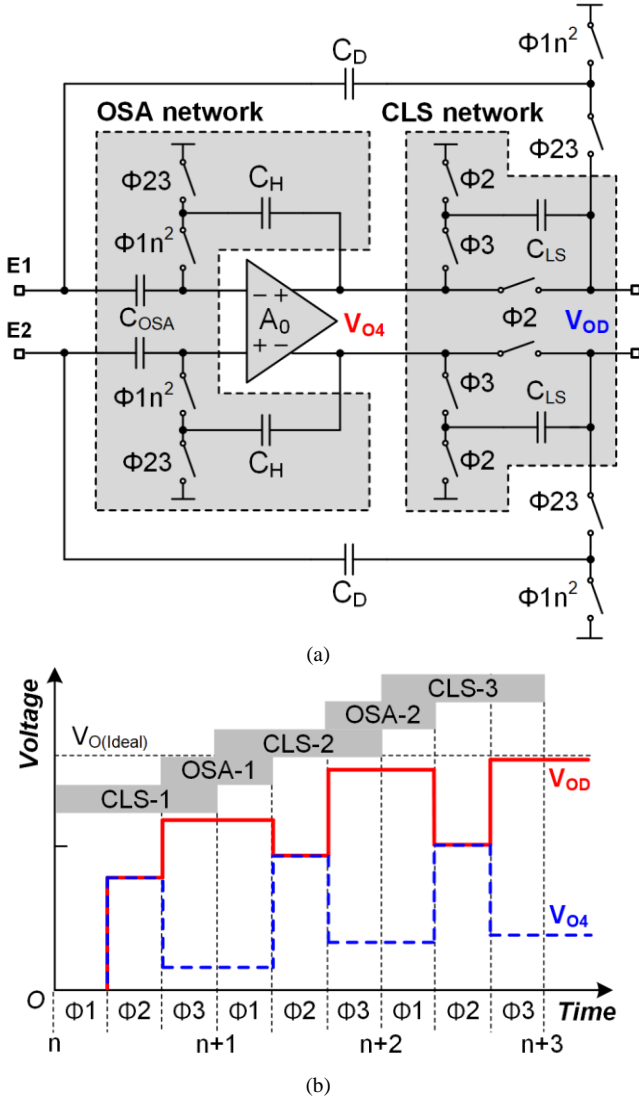 Φ1n²
C_D
OSA network
CLS network
Φ23
Φ23
C_H
Φ2
Φ1n²
Φ3
C_LS
E1
C_OSA
− +
A₀
V_O4
Φ2
V_OD
E2
+ −
Φ1n²
Φ3
C_LS
Φ23
C_H
Φ2
Φ23
C_D
Φ1n²
(a)
Voltage
CLS-3
OSA-2
V_O(Ideal)
CLS-2
OSA-1
V_OD
CLS-1
V_O4
O
Φ1 Φ2 Φ3 Φ1 Φ2 Φ3 Φ1 Φ2 Φ3 Time
n n+1 n+2 n+3
(b)